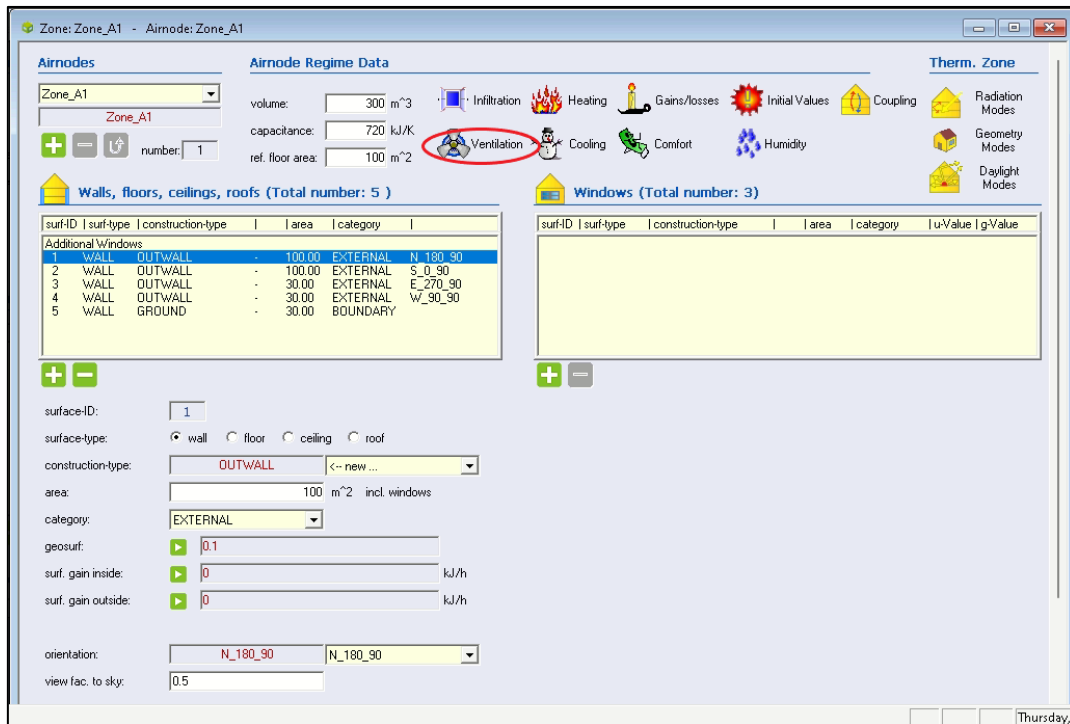 Zone: Zone_A1 - Airnode: Zone_A1
Airnodes
Airnode Regime Data
Therm. Zone
Zone_A1
Zone_A1
number: 1
volume: 300 m^3
capacitance: 720 kJ/K
ref. floor area: 100 m^2
Infiltration
Heating
Gains/losses
Initial Values
Coupling
Ventilation
Cooling
Comfort
Humidity
Radiation
Modes
Geometry
Modes
Daylight
Modes
Walls, floors, ceilings, roofs (Total number: 5 )
surf-ID | surf-type | construction-type | | area | category |
Additional Windows
1 WALL OUTWALL - 100.00 EXTERNAL N_180_90
2 WALL OUTWALL - 100.00 EXTERNAL S_0_90
3 WALL OUTWALL - 30.00 EXTERNAL E_270_90
4 WALL OUTWALL - 30.00 EXTERNAL W_90_90
5 WALL GROUND - 30.00 BOUNDARY
Windows (Total number: 3)
surf-ID | surf-type | construction-type | | area | category | u-Value | g-Value
surface-ID: 1
surface-type: wall floor ceiling roof
construction-type: OUTWALL <-- new ...
area: 100 m^2 incl. windows
category: EXTERNAL
geosurf: 0.1
surf. gain inside: 0 kJ/h
surf. gain outside: 0 kJ/h
orientation: N_180_90 N_180_90
view fac. to sky: 0.5
Thursday,